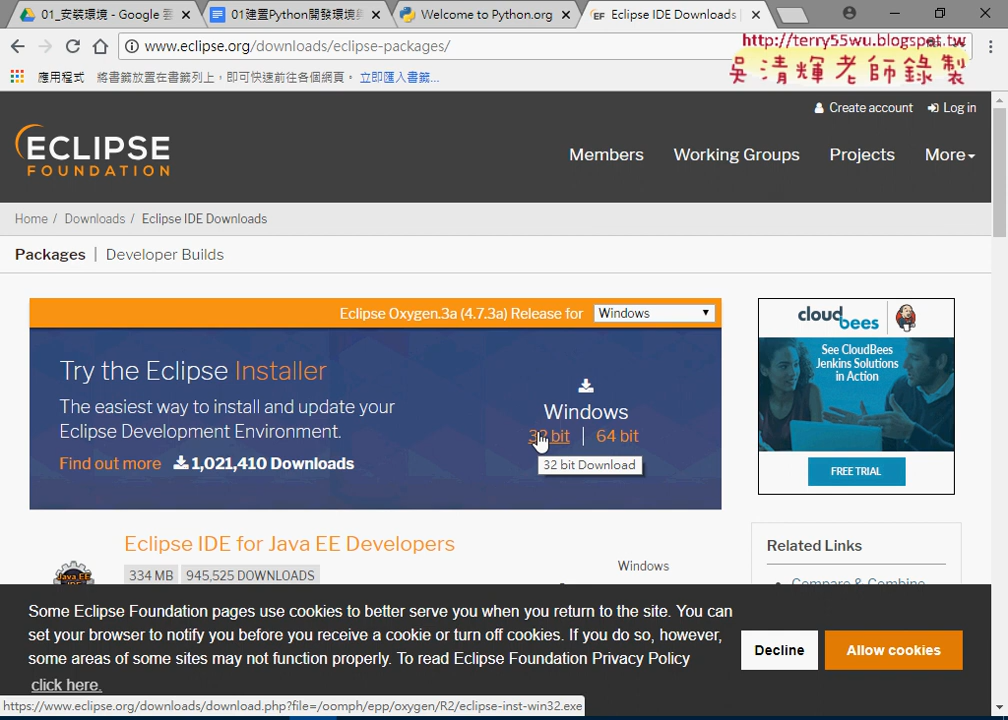 01_安裝環境 - Google 雲
01建置Python開發環境與
Welcome to Python.org
Eclipse IDE Downloads |
www.eclipse.org/downloads/eclipse-packages/
http://terry55wu.blogspot.tw
吳清輝老師錄製
應用程式
將書籤放置在書籤列上，即可快速前往各個網頁。
立即匯入書籤...
Create account
Log in
ECLIPSE
FOUNDATION
Members
Working Groups
Projects
More
Home / Downloads / Eclipse IDE Downloads
Packages | Developer Builds
Eclipse Oxygen.3a (4.7.3a) Release for
Windows
Try the Eclipse Installer
The easiest way to install and update your
Eclipse Development Environment.
Find out more
1,021,410 Downloads
Windows
32 bit | 64 bit
32 bit Download
cloudbees
See CloudBees
Jenkins Solutions
in Action
FREE TRIAL
Eclipse IDE for Java EE Developers
334 MB
945,525 DOWNLOADS
Java EE
IDE
Windows
Related Links
Compare & Combine
Some Eclipse Foundation pages use cookies to better serve you when you return to the site. You can
set your browser to notify you before you receive a cookie or turn off cookies. If you do so, however,
some areas of some sites may not function properly. To read Eclipse Foundation Privacy Policy
click here.
Decline
Allow cookies
https://www.eclipse.org/downloads/download.php?file=/oomph/epp/oxygen/R2/eclipse-inst-win32.exe